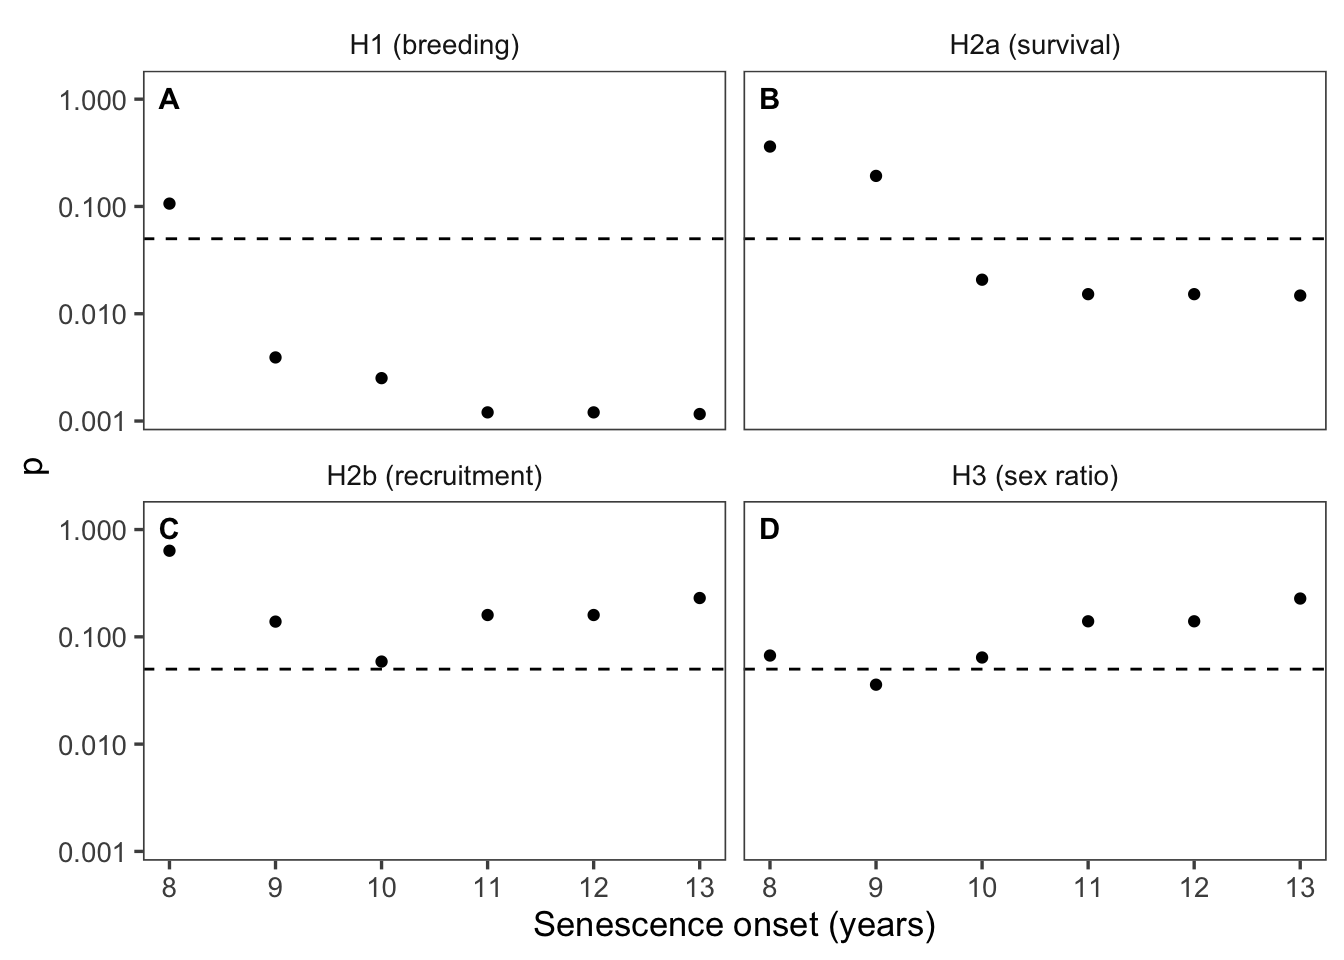 H1 (breeding)
H2a (survival)
A
B
1.000
0.100
0.010
0.001
p
H2b (recruitment)
H3 (sex ratio)
C
D
1.000
0.100
0.010
0.001
8 9 10 11 12 13
8 9 10 11 12 13
Senescence onset (years)